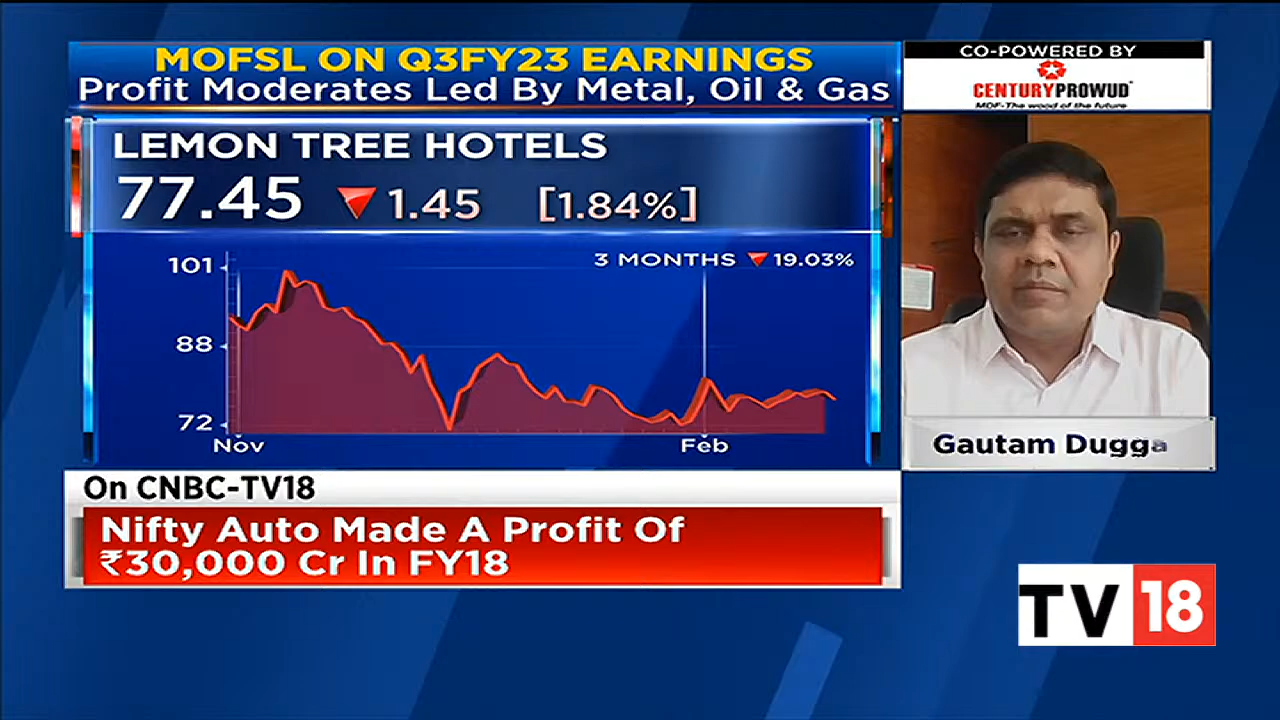 MOFSL ON Q3FY23 EARNINGS
Profit Moderates Led By Metal, Oil & Gas
CO-POWERED BY
CENTURYPROWUD
MDF-The wood of the future
LEMON TREE HOTELS
77.45 ▼ 1.45 [1.84%]
3 MONTHS ▼ 19.03%
101
88
72
Nov Feb
Gautam Dugga
On CNBC-TV18
Nifty Auto Made A Profit Of
₹30,000 Cr In FY18
TV18